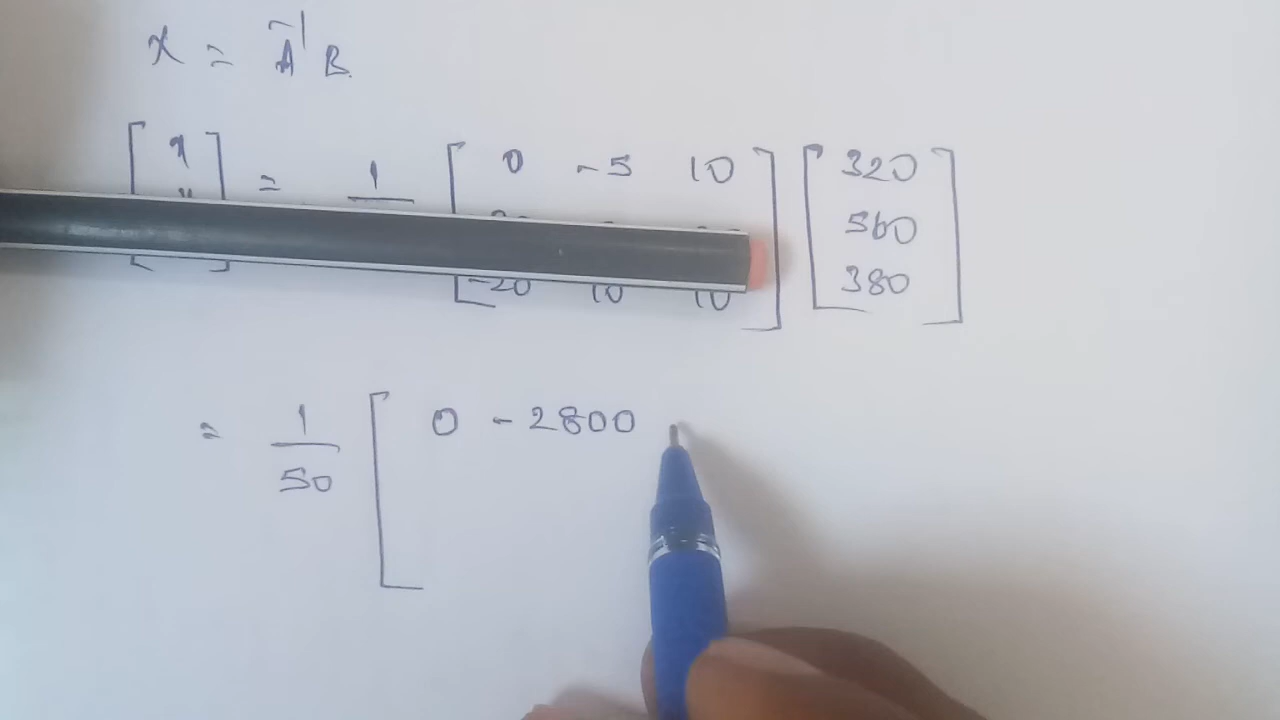 x = A⁻¹ B.
[ x ] = 1 [ 0 -5 10 ] [ 320 ]
560
-20 10 10 380
= 1/50 [ 0 - 2800